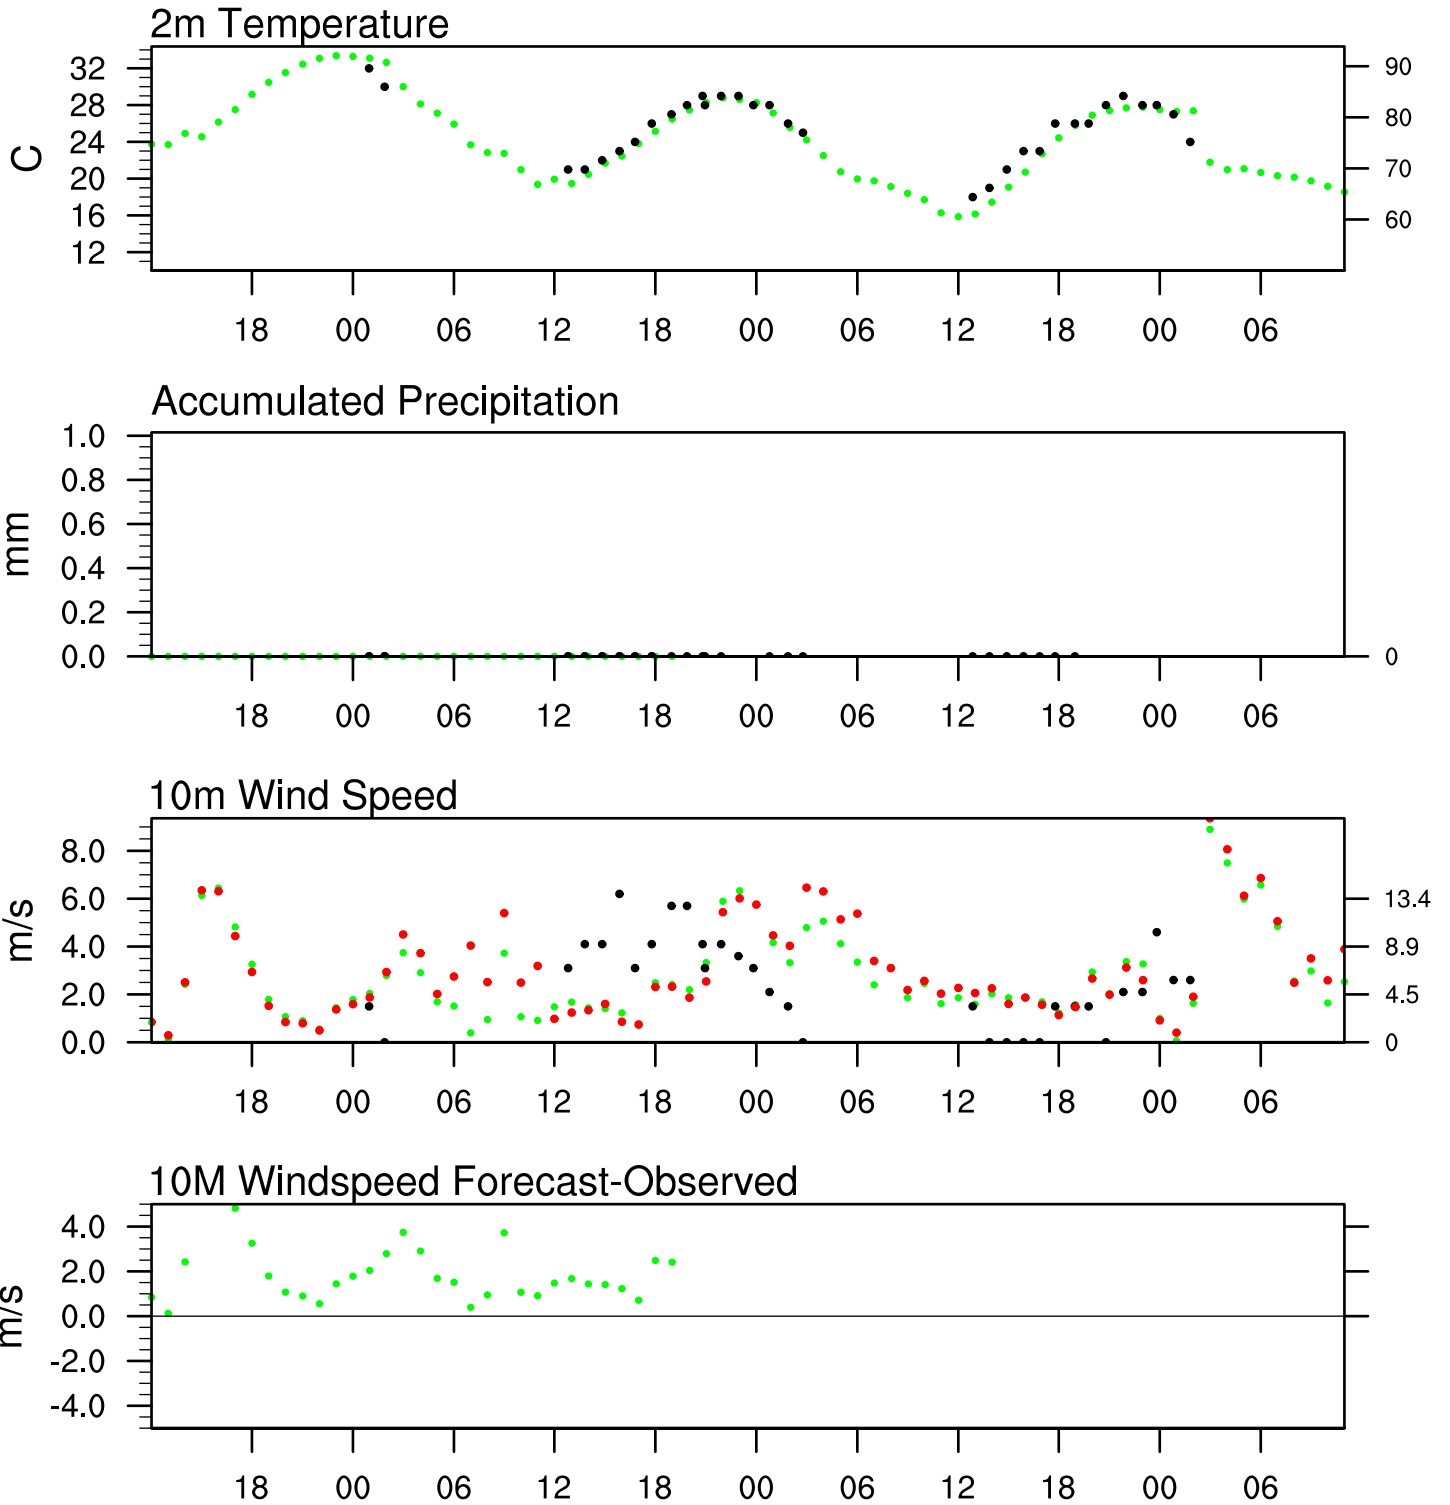 2m Temperature
32
28
24
20
16
12
C
90
80
70
60
18 00 06 12 18 00 06 12 18 00 06
Accumulated Precipitation
1.0
0.8
0.6
0.4
0.2
0.0
mm
0
18 00 06 12 18 00 06 12 18 00 06
10m Wind Speed
8.0
6.0
4.0
2.0
0.0
m/s
13.4
8.9
4.5
0
18 00 06 12 18 00 06 12 18 00 06
10M Windspeed Forecast-Observed
4.0
2.0
0.0
-2.0
-4.0
m/s
18 00 06 12 18 00 06 12 18 00 06